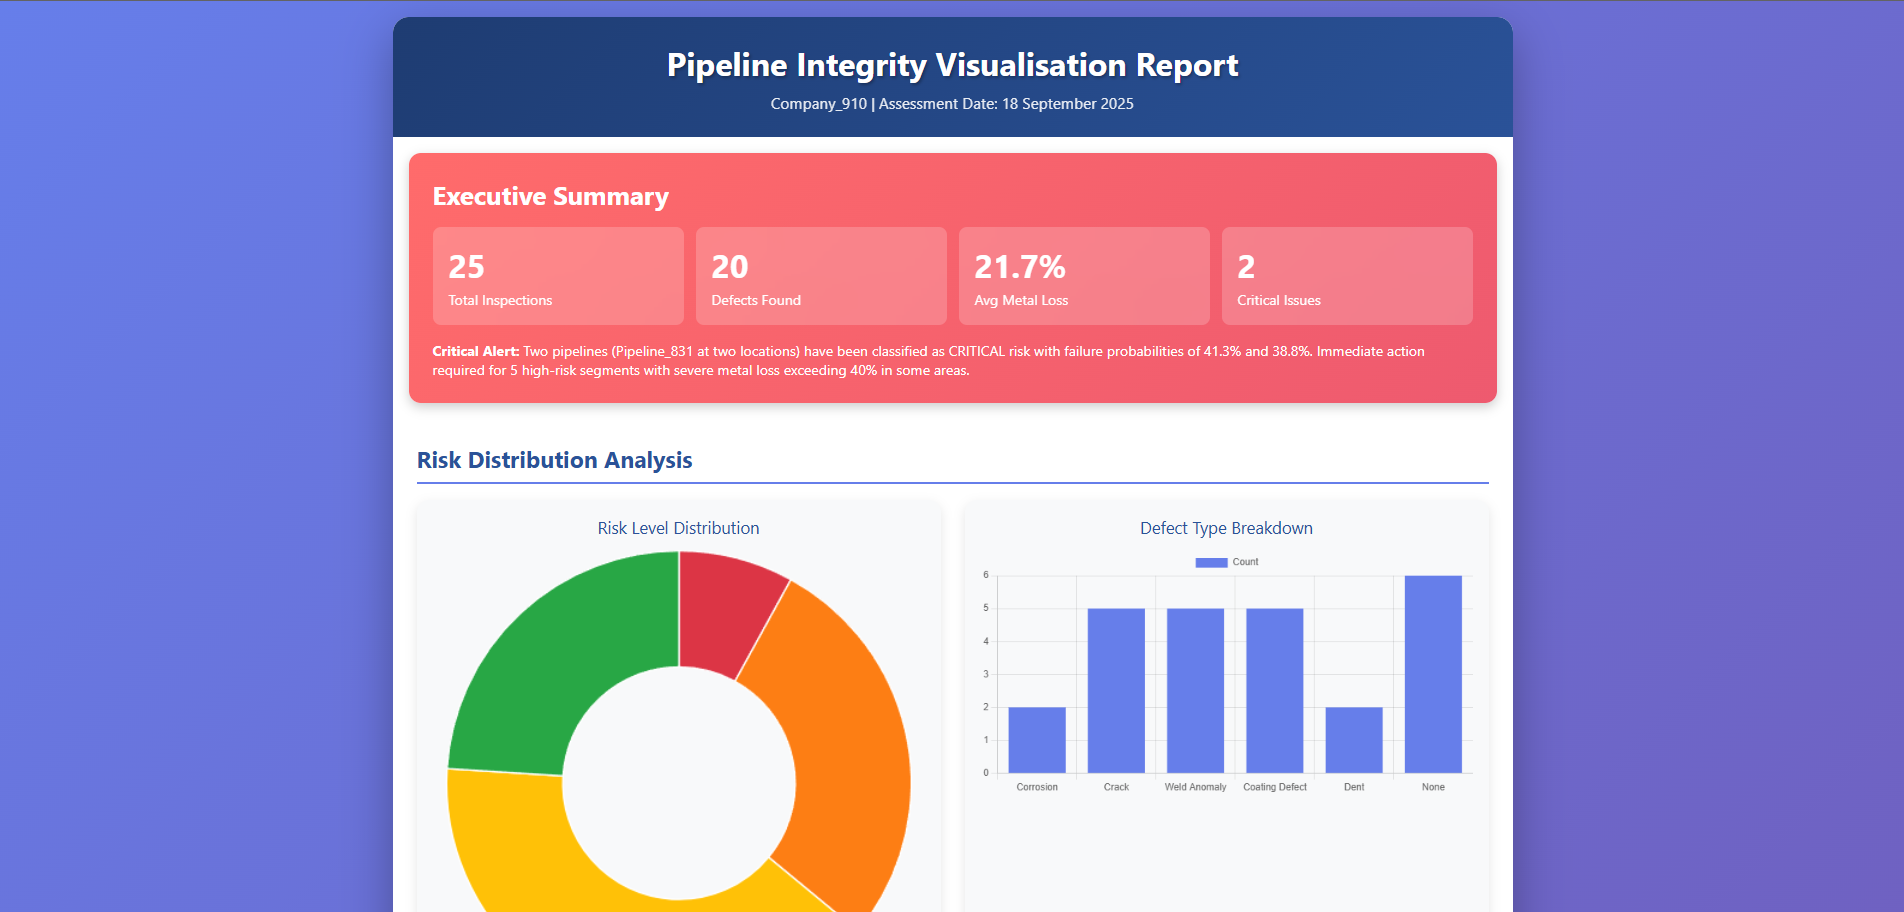 Pipeline Integrity Visualisation Report
Company_910 | Assessment Date: 18 September 2025
Executive Summary
25
Total Inspections
20
Defects Found
21.7%
Avg Metal Loss
2
Critical Issues
Critical Alert: Two pipelines (Pipeline_831 at two locations) have been classified as CRITICAL risk with failure probabilities of 41.3% and 38.8%. Immediate action
required for 5 high-risk segments with severe metal loss exceeding 40% in some areas.
Risk Distribution Analysis
Risk Level Distribution
Defect Type Breakdown
Count
6
5
4
3
2
1
0
Corrosion
Crack
Weld Anomaly
Coating Defect
Dent
None